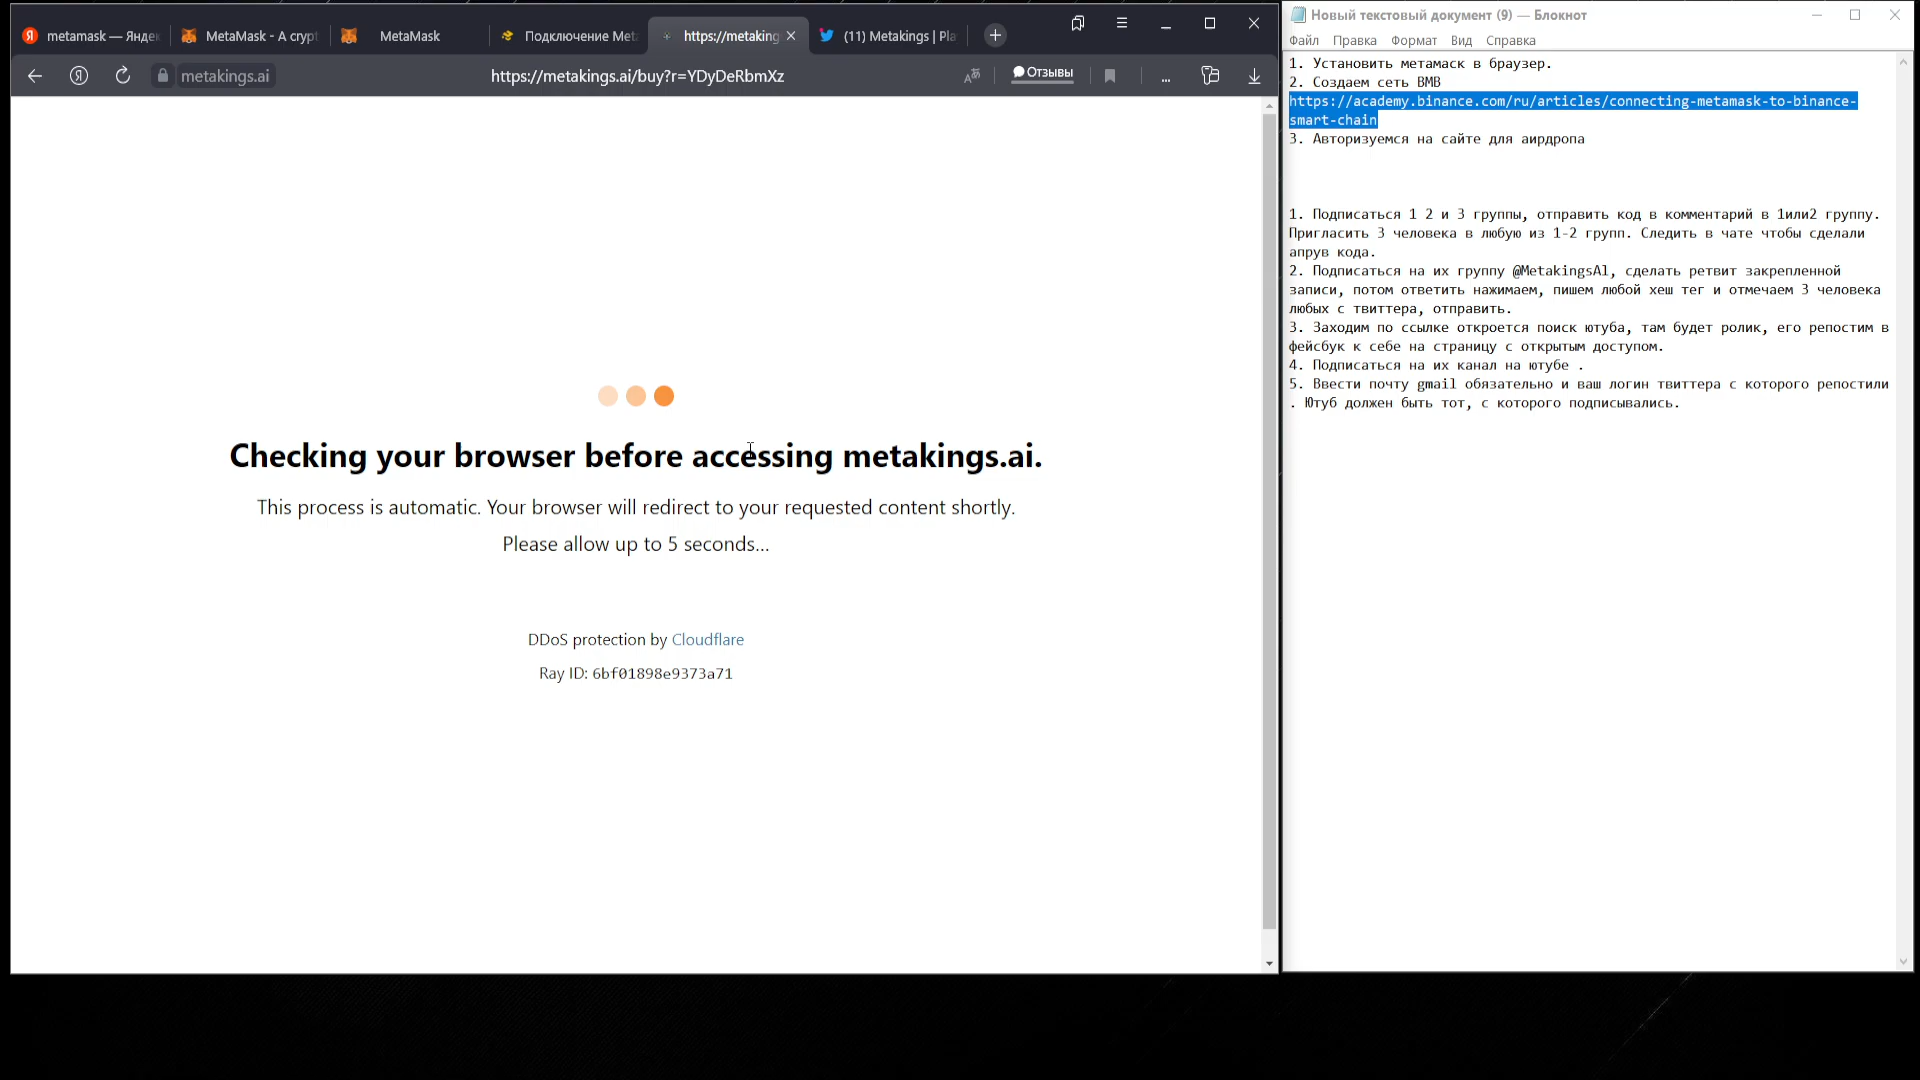 metamask — Яндекс
MetaMask - A crypt
MetaMask
Подключение Met
https://metaking
(11) Metakings | Pla
metakings.ai
https://metakings.ai/buy?r=YDyDeRbmXz
Отзывы
Checking your browser before accessing metakings.ai.
This process is automatic. Your browser will redirect to your requested content shortly.
Please allow up to 5 seconds...
DDoS protection by Cloudflare
Ray ID: 6bf01898e9373a71
Новый текстовый документ (9) — Блокнот
Файл Правка Формат Вид Справка
1. Установить метамаск в браузер.
2. Создаем сеть BMB
https://academy.binance.com/ru/articles/connecting-metamask-to-binance-
smart-chain
3. Авторизуемся на сайте для аирдропа
1. Подписаться 1 2 и 3 группы, отправить код в комментарий в 1или2 группу.
Пригласить 3 человека в любую из 1-2 групп. Следить в чате чтобы сделали
апрув кода.
2. Подписаться на их группу @MetakingsAl, сделать ретвит закрепленной
записи, потом ответить нажимаем, пишем любой хеш тег и отмечаем 3 человека
любых с твиттера, отправить.
3. Заходим по ссылке откроется поиск ютуба, там будет ролик, его репостим в
фейсбук к себе на страницу с открытым доступом.
4. Подписаться на их канал на ютубе .
5. Ввести почту gmail обязательно и ваш логин твиттера с которого репостили
. Ютуб должен быть тот, с которого подписывались.